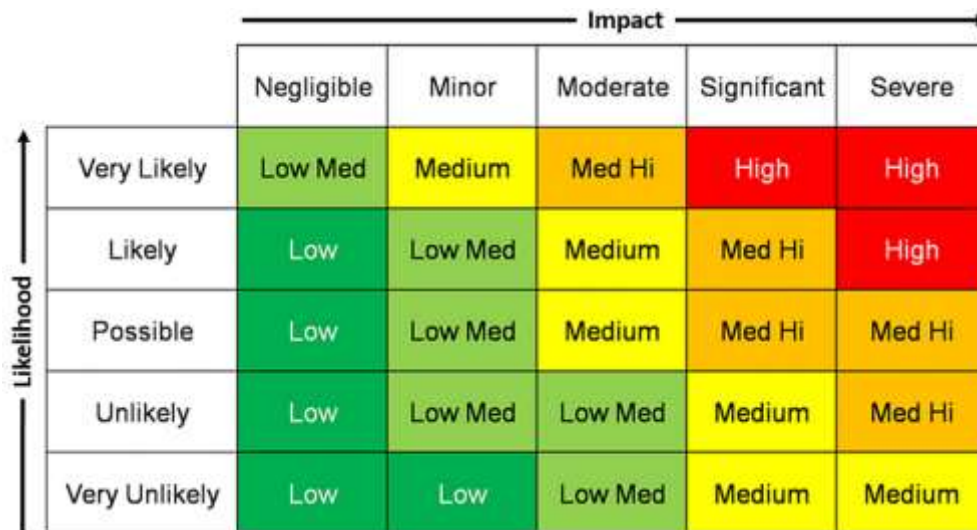 Impact
Negligible Minor Moderate Significant Severe
Very Likely Low Med Medium Med Hi High High
Likely Low Low Med Medium Med Hi High
Possible Low Low Med Medium Med Hi Med Hi
Unlikely Low Low Med Low Med Medium Med Hi
Very Unlikely Low Low Low Med Medium Medium
Likelihood